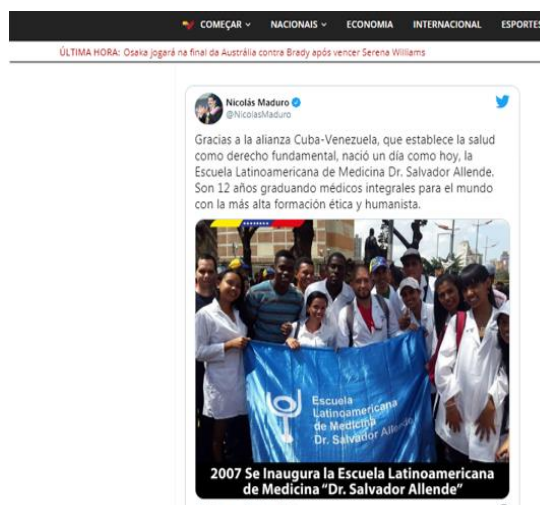 COMEÇAR NACIONAIS ECONOMIA INTERNACIONAL ESPORTES
ÚLTIMA HORA: Osaka jogará na final da Austrália contra Brady após vencer Serena Williams
Nicolás Maduro
@NicolasMaduro
Gracias a la alianza Cuba-Venezuela, que establece la salud
como derecho fundamental, nació un día como hoy, la
Escuela Latinoamericana de Medicina Dr. Salvador Allende.
Son 12 años graduando médicos integrales para el mundo
con la más alta formación ética y humanista.
Escuela
Latinoamericana
de Medicina
Dr. Salvador Allende
2007 Se Inaugura la Escuela Latinoamericana
de Medicina "Dr. Salvador Allende"